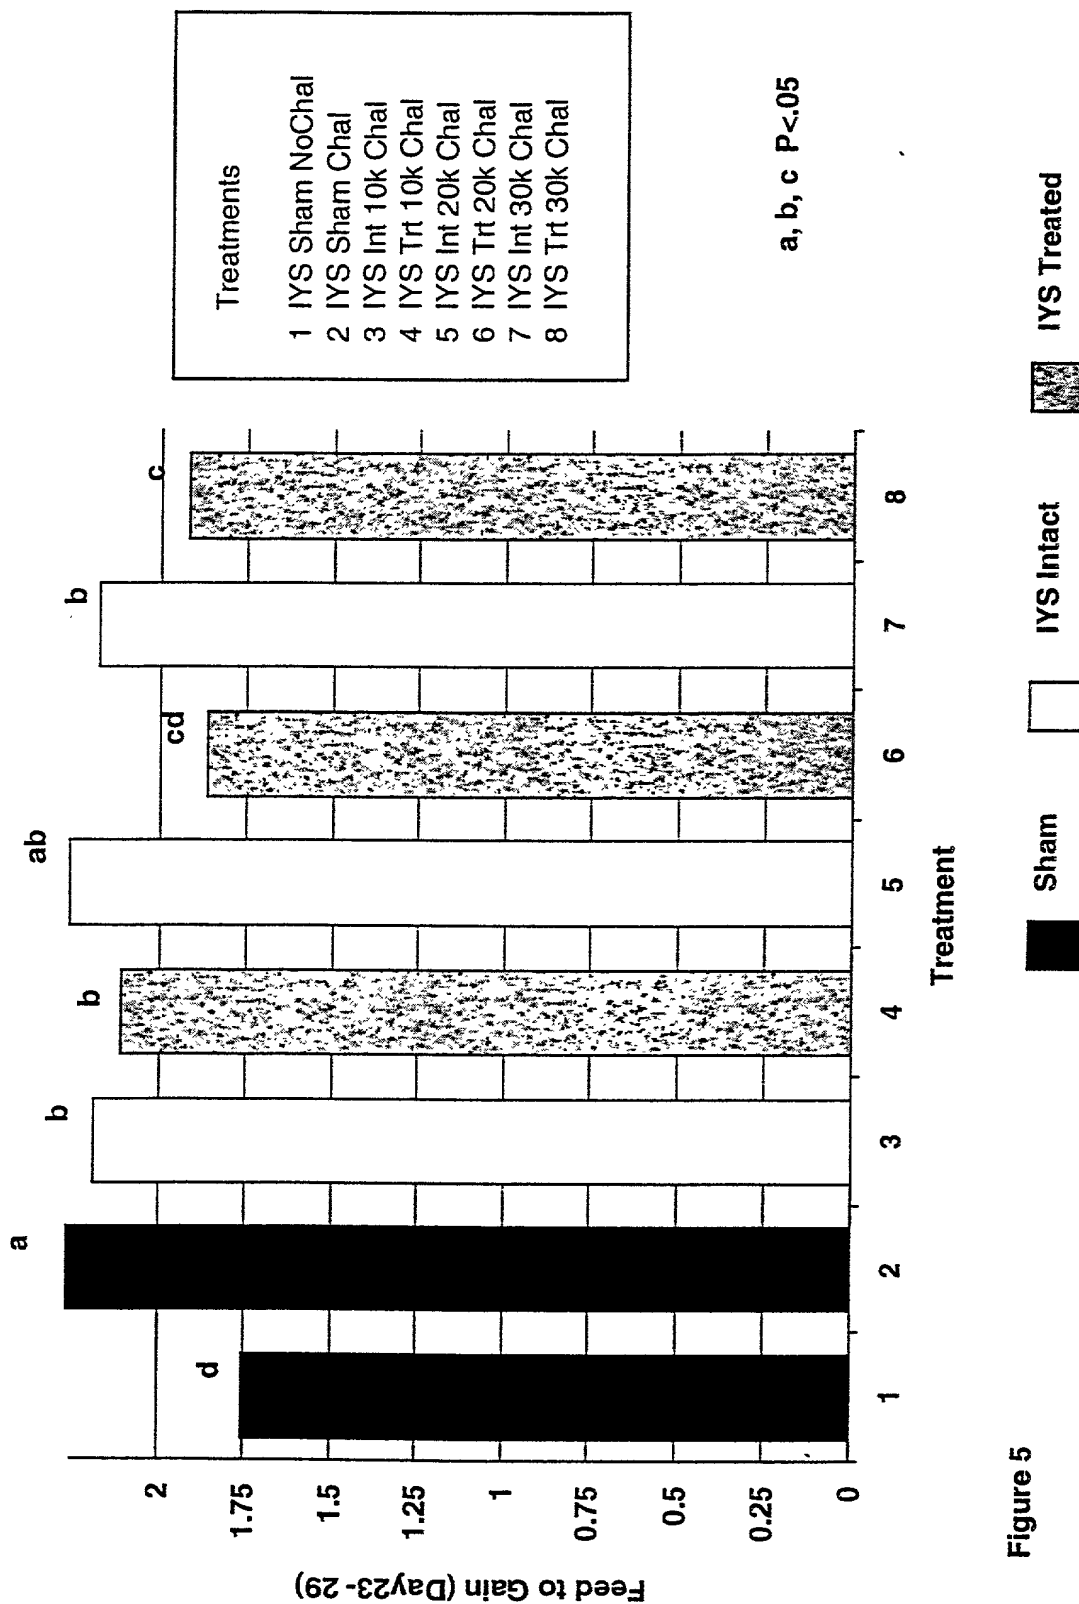 Feed to Gain (Day23-29)
2
1.75
1.5
1.25
1
0.75
0.5
0.25
0
d
a
b
b
ab
cd
b
c
1
2
3
4
5
6
7
8
Treatment
Treatments
1 IYS Sham NoChal
2 IYS Sham Chal
3 IYS Int 10k Chal
4 IYS Trt 10k Chal
5 IYS Int 20k Chal
6 IYS Trt 20k Chal
7 IYS Int 30k Chal
8 IYS Trt 30k Chal
a, b, c P<.05
Sham
IYS Intact
IYS Treated
Figure 5